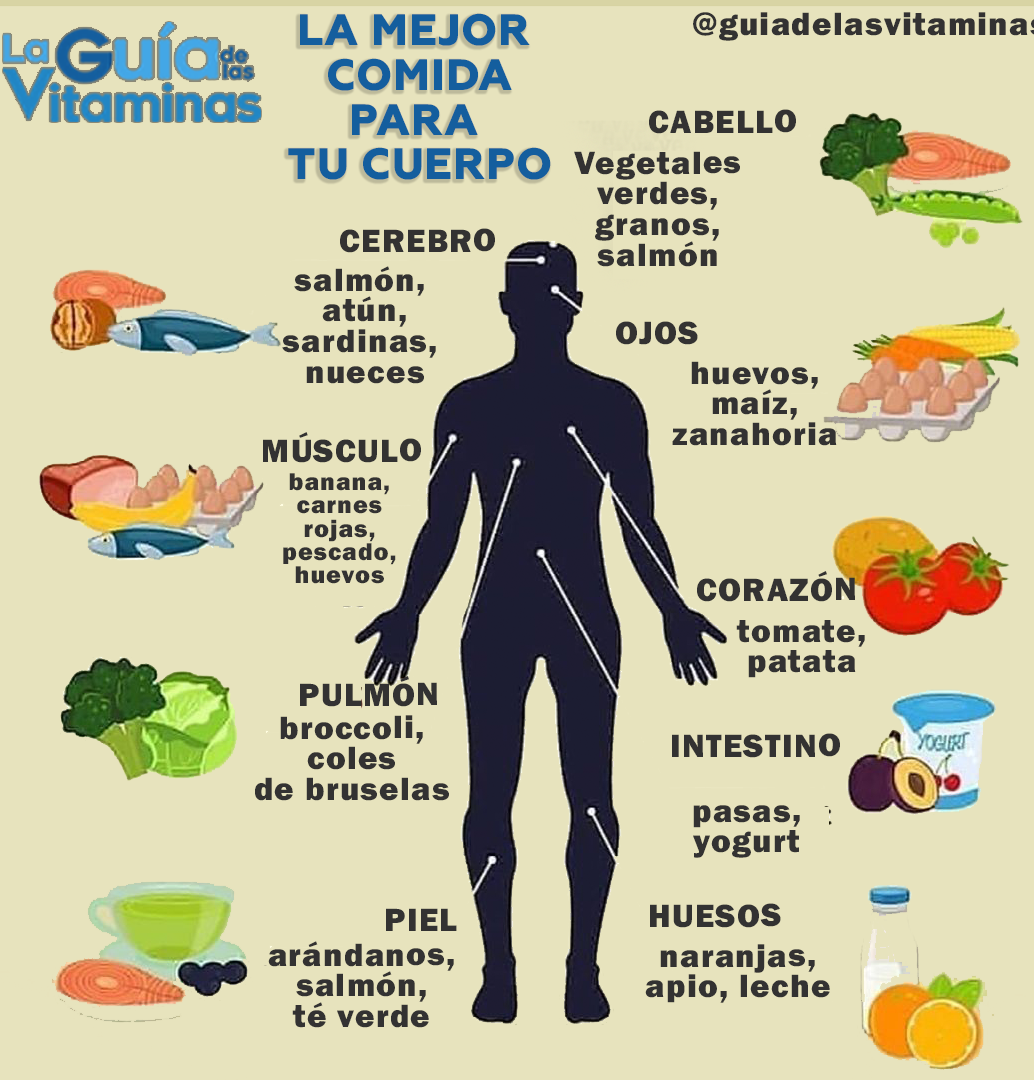 La Guía de las
Vitaminas
LA MEJOR
COMIDA
PARA
TU CUERPO
@guiadelasvitaminas
CABELLO
Vegetales
verdes,
granos,
salmón
CEREBRO
salmón,
atún,
sardinas,
nueces
OJOS
huevos,
maíz,
zanahoria
MÚSCULO
banana,
carnes
rojas,
pescado,
huevos
CORAZÓN
tomate,
patata
PULMÓN
broccoli,
coles
de bruselas
INTESTINO
pasas,
yogurt
YOGURT
PIEL
arándanos,
salmón,
té verde
HUESOS
naranjas,
apio, leche